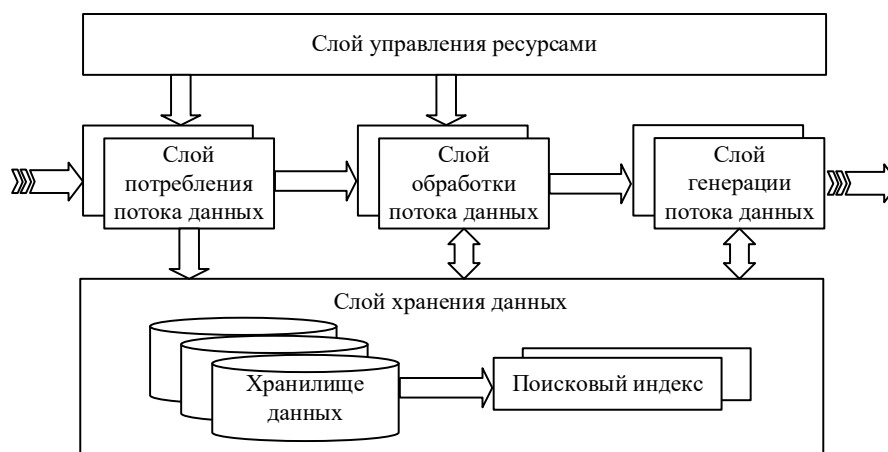 Слой управления ресурсами
Слой
потребления
потока данных
Слой
обработки
потока данных
Слой
генерации
потока данных
Слой хранения данных
Хранилище
данных
Поисковый индекс